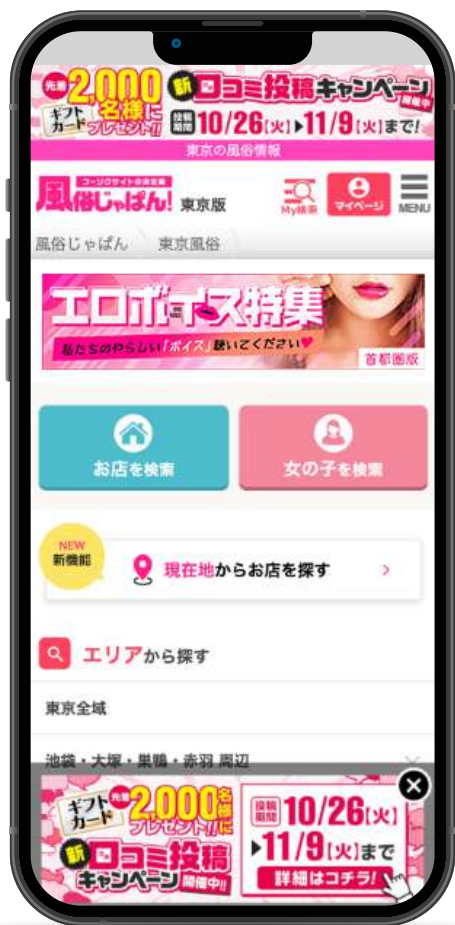 先着2,000名様に
ギフトカード プレゼント!!
新 口コミ投稿キャンペーン開催中
投稿期間 10/26[火]▶11/9[火]まで!
東京の風俗情報
フーゾクサイトの決定版
風俗じゃぱん! 東京版
My検索
マイページ
MENU
風俗じゃぱん 東京風俗
エロボイス特集
私たちのやらしい「ボイス」聴いてください♥
首都圏版
お店を検索
女の子を検索
NEW
新機能
現在地からお店を探す
エリアから探す
東京全域
池袋・大塚・巣鴨・赤羽 周辺
ギフトカード 先着2,000名様に
プレゼント!!
新 口コミ投稿
キャンペーン 開催中!!
投稿期間 10/26[火]
▶11/9[火]まで
詳細はコチラ!